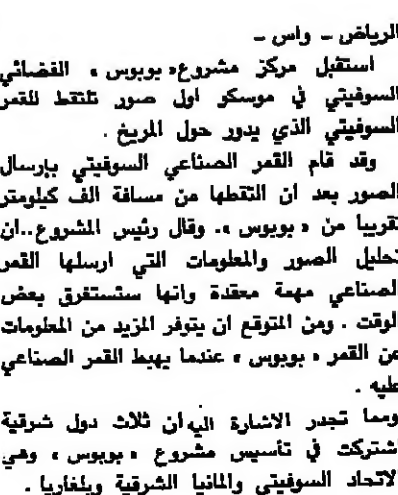 الرياض - واس -
استقبل مركز مشروع « بوبوس » الفضائي
السوفيتي في موسكو اول صور تلتقط للقمر
السوفيتي الذي يدور حول المريخ .
وقد قام القمر الصناعي السوفيتي بإرسال
الصور بعد ان التقطها من مسافة الف كيلومتر
تقريبا من « بوبوس » . وقال رئيس المشروع .. ان
تحليل الصور والمعلومات التي ارسلها القمر
الصناعي مهمة معقدة وانها ستستغرق بعض
الوقت . ومن المتوقع ان يتوفر المزيد من المعلومات
عن القمر « بوبوس » عندما يهبط القمر الصناعي
عليه .
ومما تجدر الاشارة اليه ان ثلاث دول شرقية
اشتركت في تأسيس مشروع « بوبوس » وهي
الاتحاد السوفيتي والمانيا الشرقية وبلغاريا .